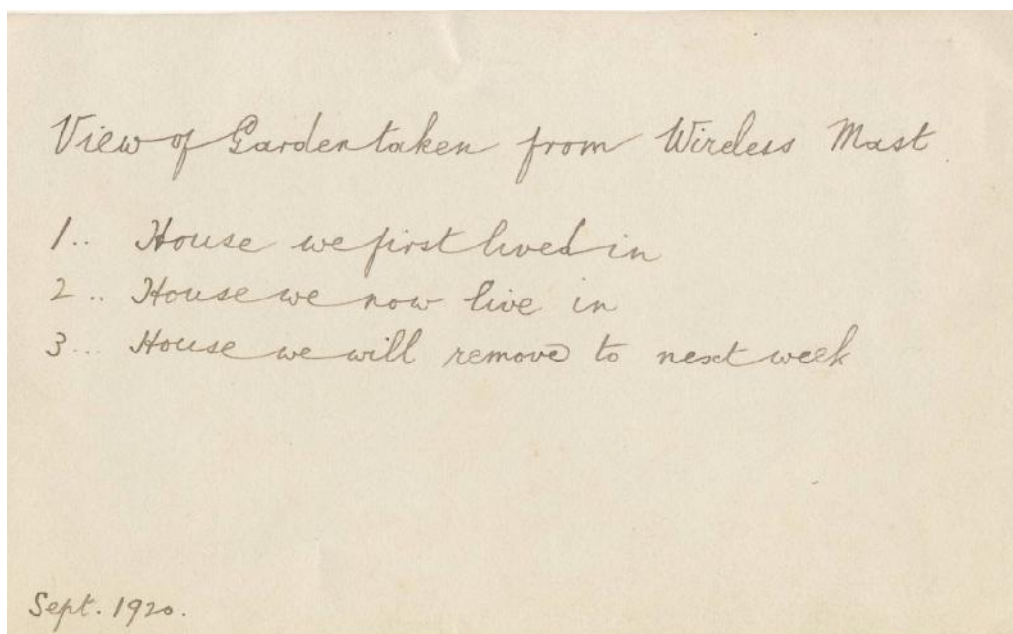 View of Garden taken from Wireless Mast
1.. House we first lived in
2.. House we now live in
3... House we will remove to next week
Sept. 1920.